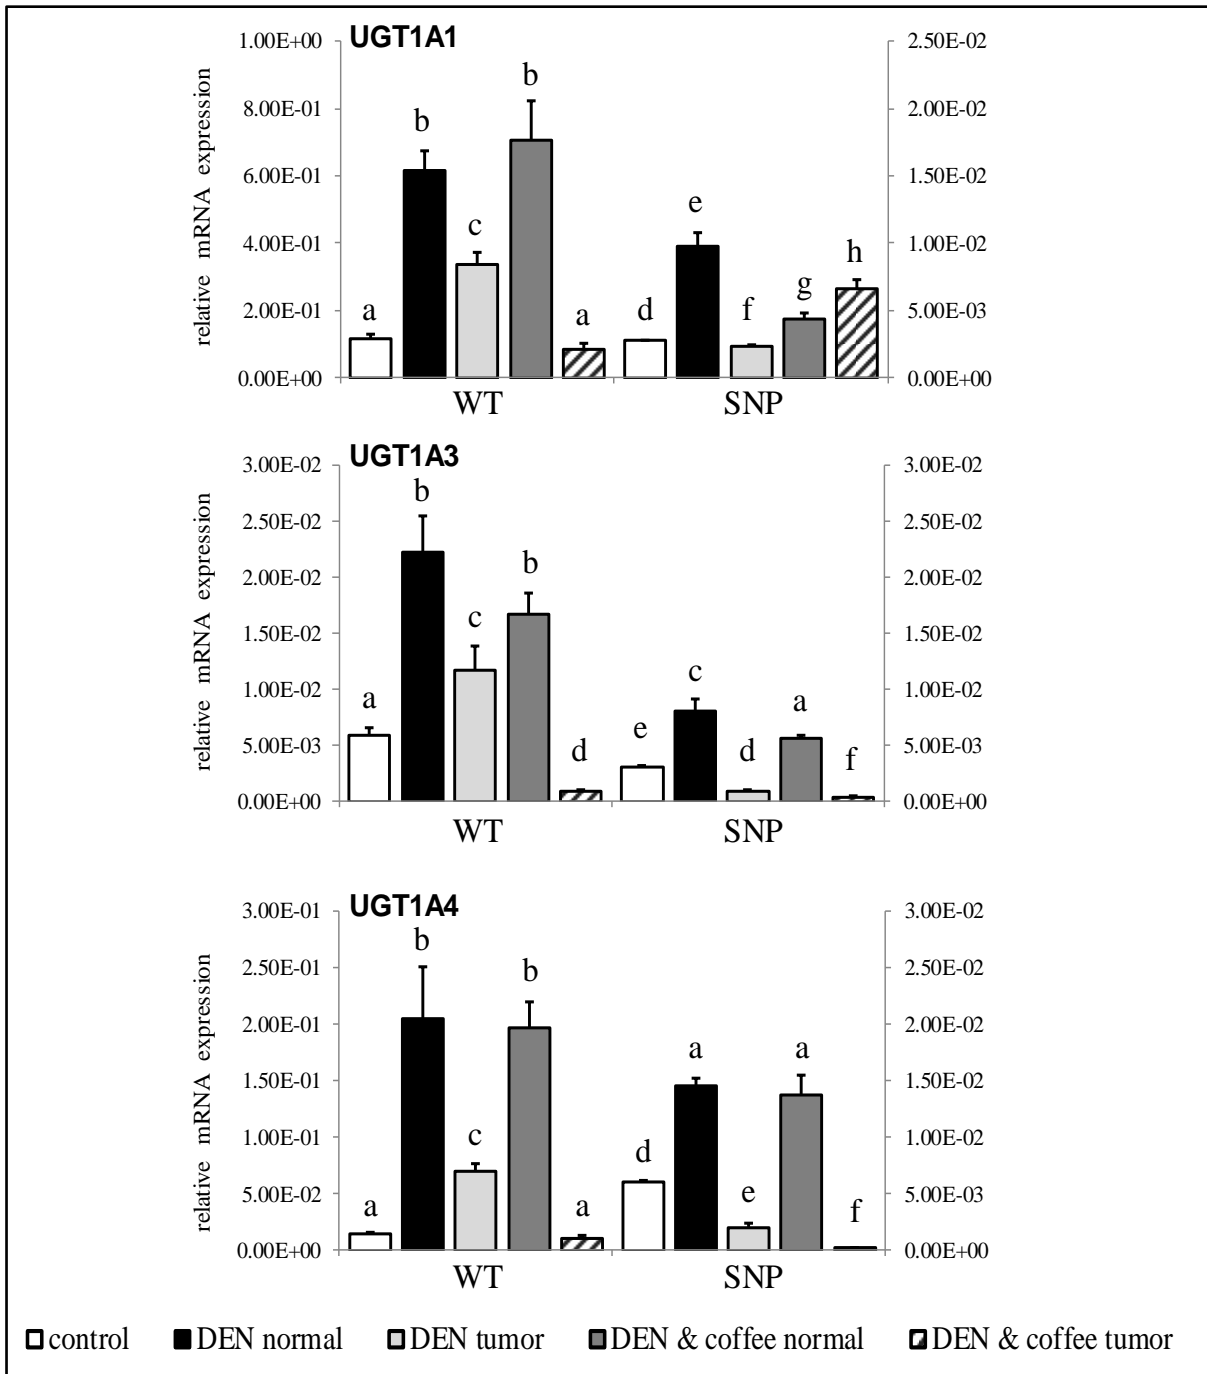 UGT1A1
relative mRNA expression
1.00E+00
8.00E-01
6.00E-01
4.00E-01
2.00E-01
0.00E+00
2.50E-02
2.00E-02
1.50E-02
1.00E-02
5.00E-03
0.00E+00
a b c b a d e f g h
WT SNP
UGT1A3
relative mRNA expression
3.00E-02
2.50E-02
2.00E-02
1.50E-02
1.00E-02
5.00E-03
0.00E+00
3.00E-02
2.50E-02
2.00E-02
1.50E-02
1.00E-02
5.00E-03
0.00E+00
a b c b d e c d a f
WT SNP
UGT1A4
relative mRNA expression
3.00E-01
2.50E-01
2.00E-01
1.50E-01
1.00E-01
5.00E-02
0.00E+00
3.00E-02
2.50E-02
2.00E-02
1.50E-02
1.00E-02
5.00E-03
0.00E+00
a b c b a d a e a f
WT SNP
control DEN normal DEN tumor DEN & coffee normal DEN & coffee tumor